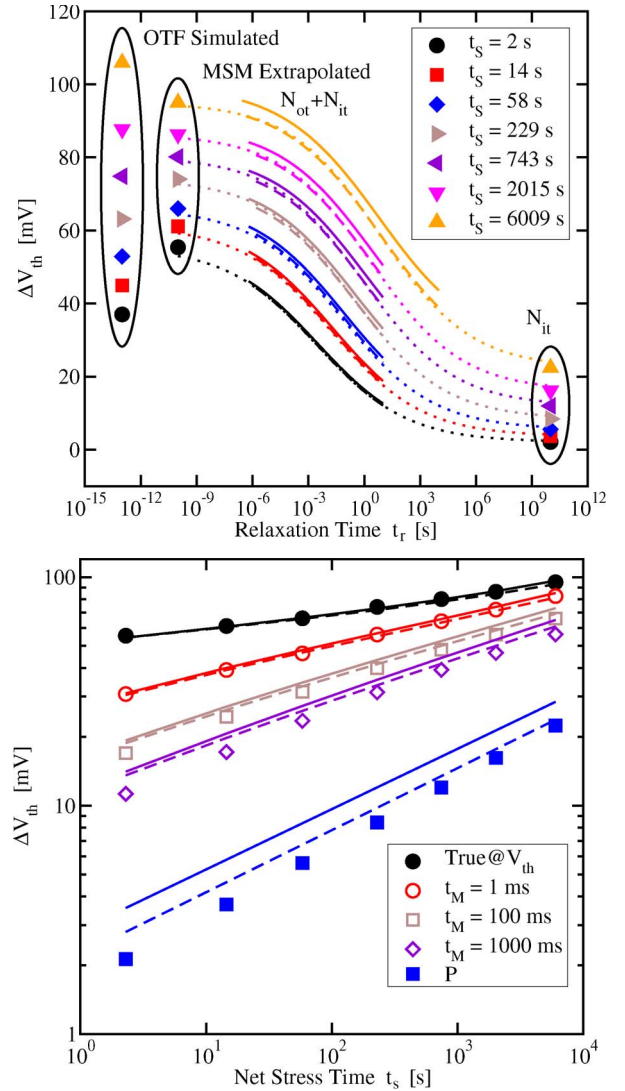 OTF Simulated
MSM Extrapolated
N_ot+N_it
t_S = 2 s
t_S = 14 s
t_S = 58 s
t_S = 229 s
t_S = 743 s
t_S = 2015 s
t_S = 6009 s
N_it
120
100
80
60
40
20
0
ΔV_th [mV]
10^-15 10^-12 10^-9 10^-6 10^-3 10^0 10^3 10^6 10^9 10^12
Relaxation Time t_r [s]
100
10
1
ΔV_th [mV]
True@V_th
t_M = 1 ms
t_M = 100 ms
t_M = 1000 ms
P
10^0 10^1 10^2 10^3 10^4
Net Stress Time t_s [s]